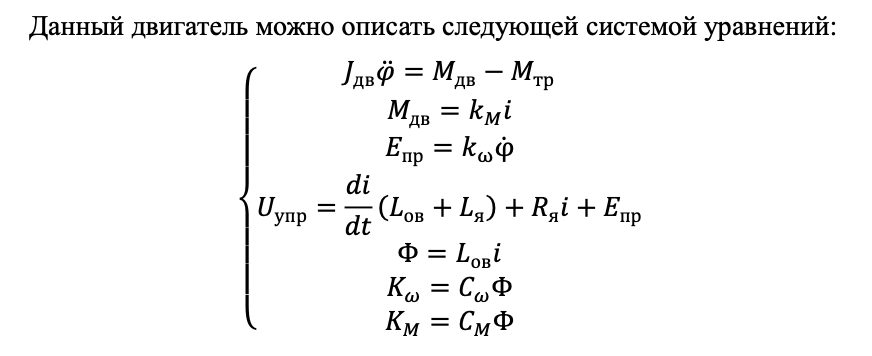 Данный двигатель можно описать следующей системой уравнений:
J_дв φ̈ = M_дв − M_тр
M_дв = k_M i
E_пр = k_ω φ̇
U_упр = di/dt (L_ов + L_я) + R_я i + E_пр
Φ = L_ов i
K_ω = C_ω Φ
K_M = C_M Φ